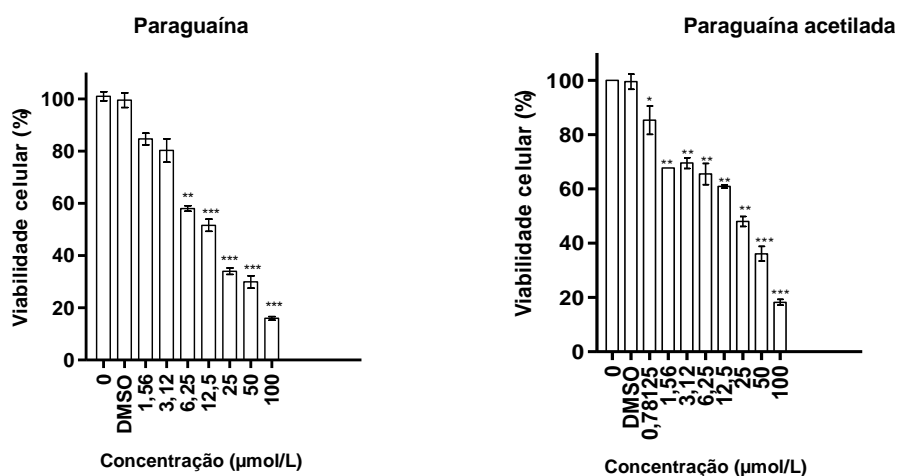 Paraguaína
Viabilidade celular (%)
100
80
60
40
20
0
** *** *** *** ***
0 DMSO 1,56 3,12 6,25 12,5 25 50 100
Concentração (µmol/L)
Paraguaína acetilada
Viabilidade celular (%)
100
80
60
40
20
0
* ** ** ** ** ** *** ***
0 DMSO 0,78125 1,56 3,12 6,25 12,5 25 50 100
Concentração (µmol/L)